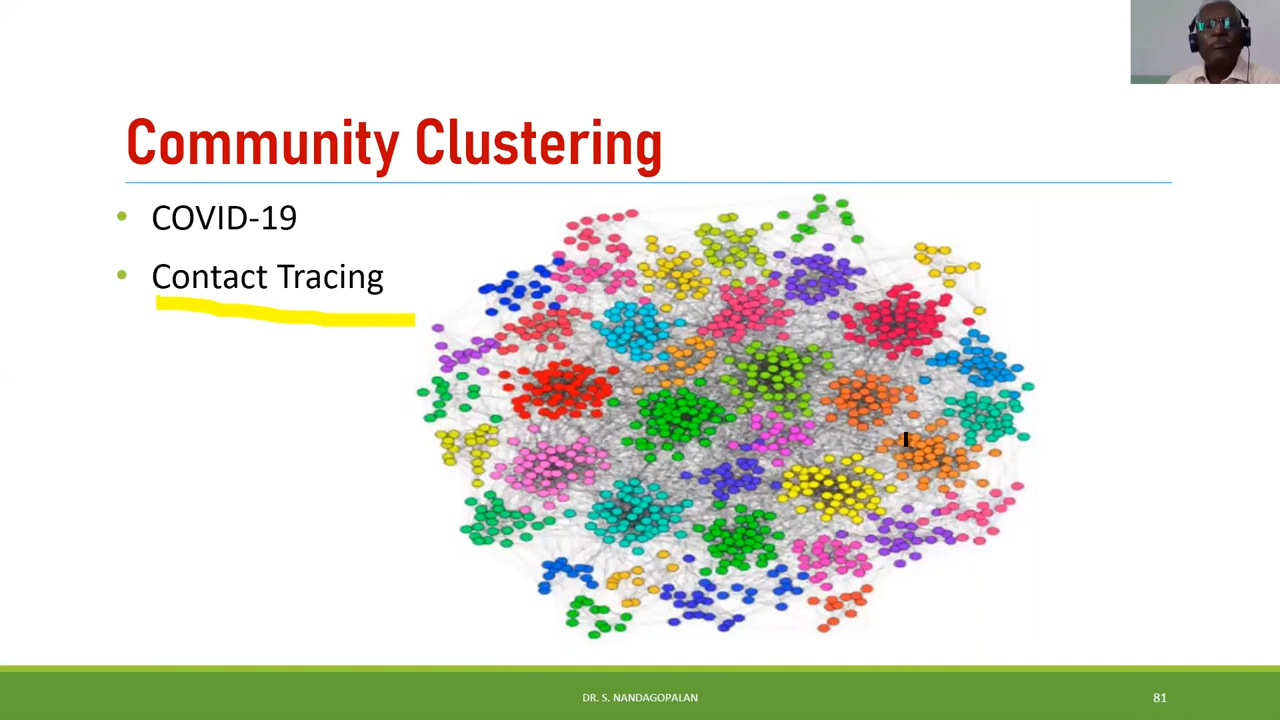 Community Clustering
COVID-19
Contact Tracing
DR. S. NANDAGOPALAN
81